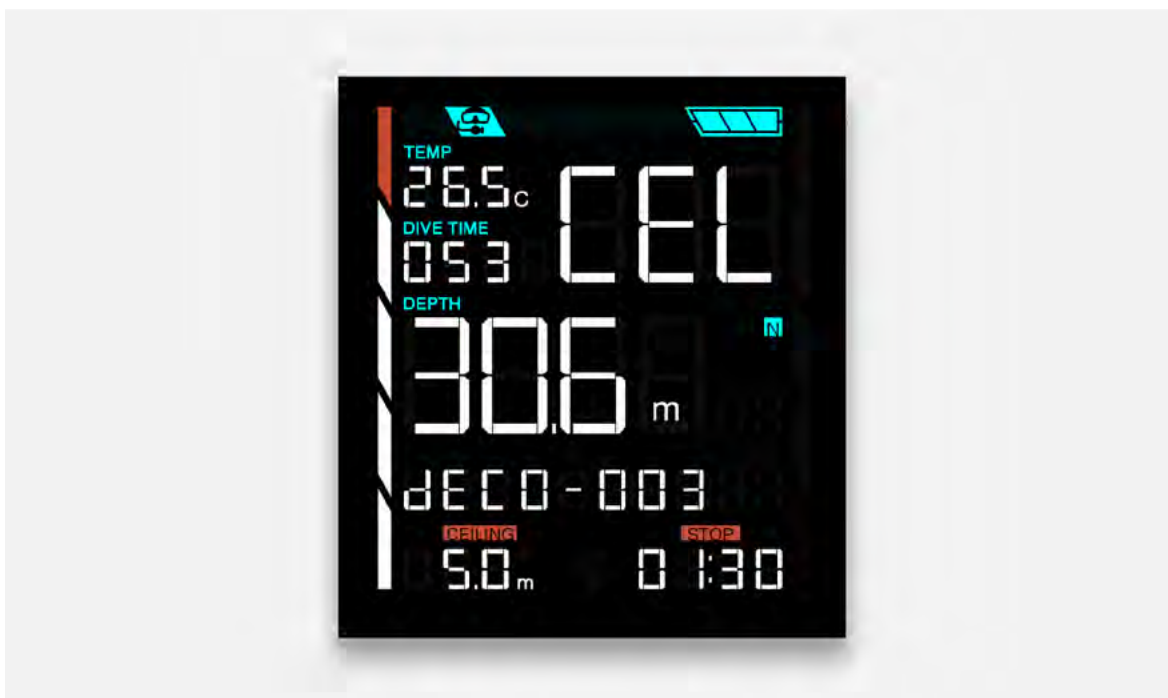 TEMP
26.5c
CEL
DIVE TIME
053
DEPTH
N
30.6 m
dECO-003
CEILING STOP
5.0m 01:30